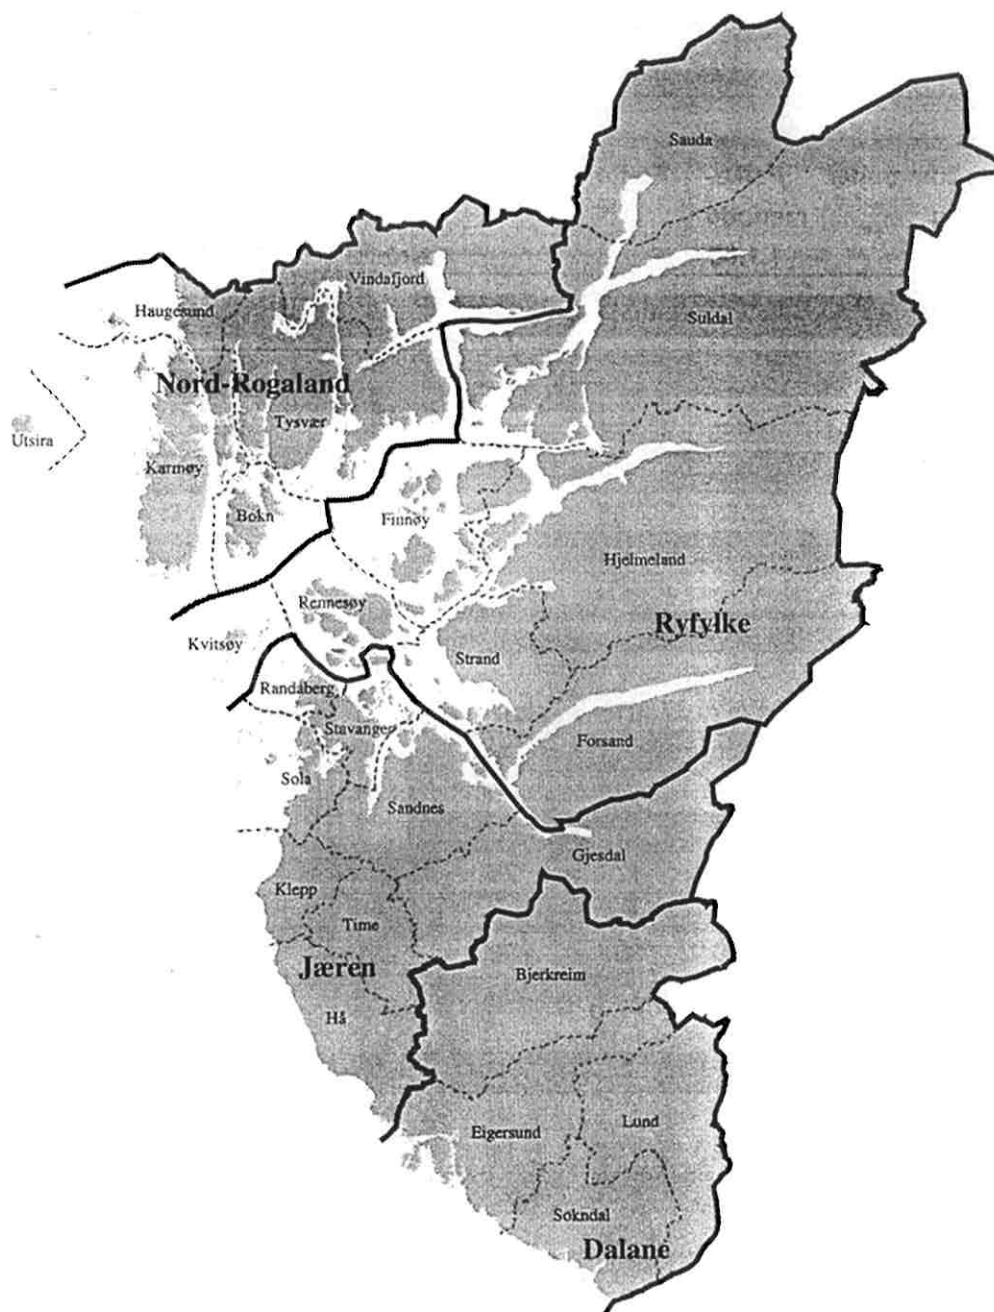 Sauda
Vindafjord
Haugesund
Suldal
Nord-Rogaland
Tysvær
Utsira
Karmøy
Bokn
Finnøy
Hjelmeland
Rennesøy
Ryfylke
Kvitsøy
Strand
Randaberg
Stavanger
Forsand
Sola
Sandnes
Gjesdal
Klepp
Time
Jæren
Bjerkreim
Hå
Eigersund
Lund
Sokndal
Dalane